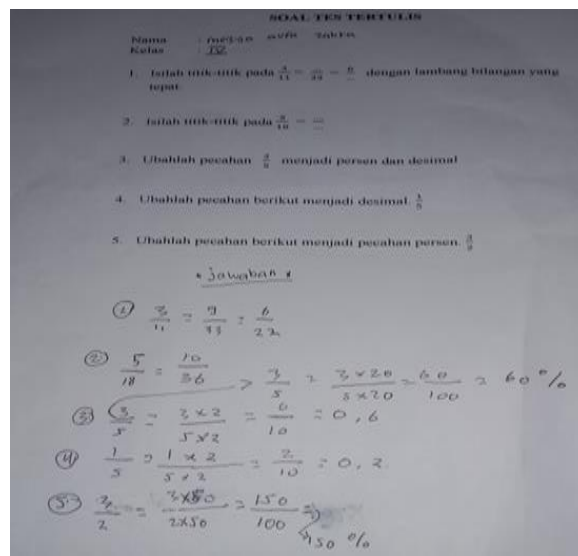 SOAL TES TERTULIS
Nama :
Kelas : IV
1. Isilah titik-titik pada 3/11 = /33 = 6/ dengan lambang bilangan yang
tepat.
2. Isilah titik-titik pada 5/18 =
3. Ubahlah pecahan 3/5 menjadi persen dan desimal
4. Ubahlah pecahan berikut menjadi desimal. 1/5
5. Ubahlah pecahan berikut menjadi pecahan persen. 3/2
* Jawaban *
① 3/11 = 9/33 = 6/22
② 5/18 = 10/36
> 3/5 = 3 x 20/5 x 20 = 60/100 = 60 %
③ 3/5 = 3 x 2/5 x 2 = 6/10 = 0,6
④ 1/5 = 1 x 2/5 x 2 = 2/10 = 0,2
⑤ 3/2 = 3x50/2x50 = 150/100 =
150 %